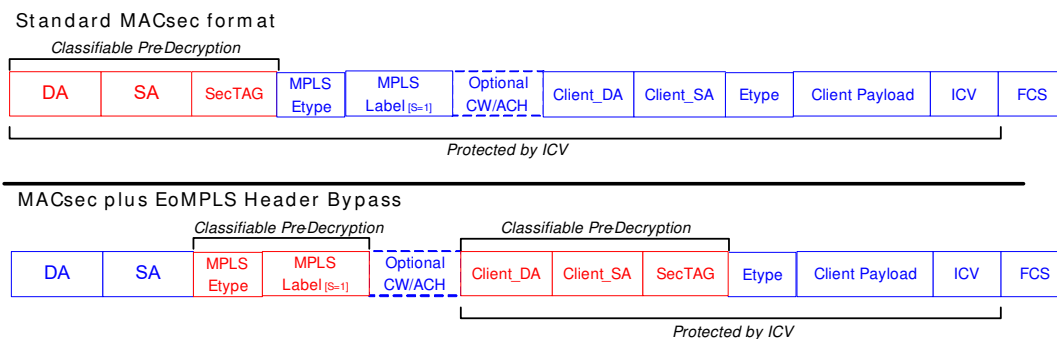 Standard MACsec format
Classifiable Pre-Decryption
DA SA SecTAG MPLS Etype MPLS Label [S=1] Optional CW/ACH Client_DA Client_SA Etype Client Payload ICV FCS
Protected by ICV
MACsec plus EoMPLS Header Bypass
Classifiable Pre-Decryption Classifiable Pre-Decryption
DA SA MPLS Etype MPLS Label [S=1] Optional CW/ACH Client_DA Client_SA SecTAG Etype Client Payload ICV FCS
Protected by ICV